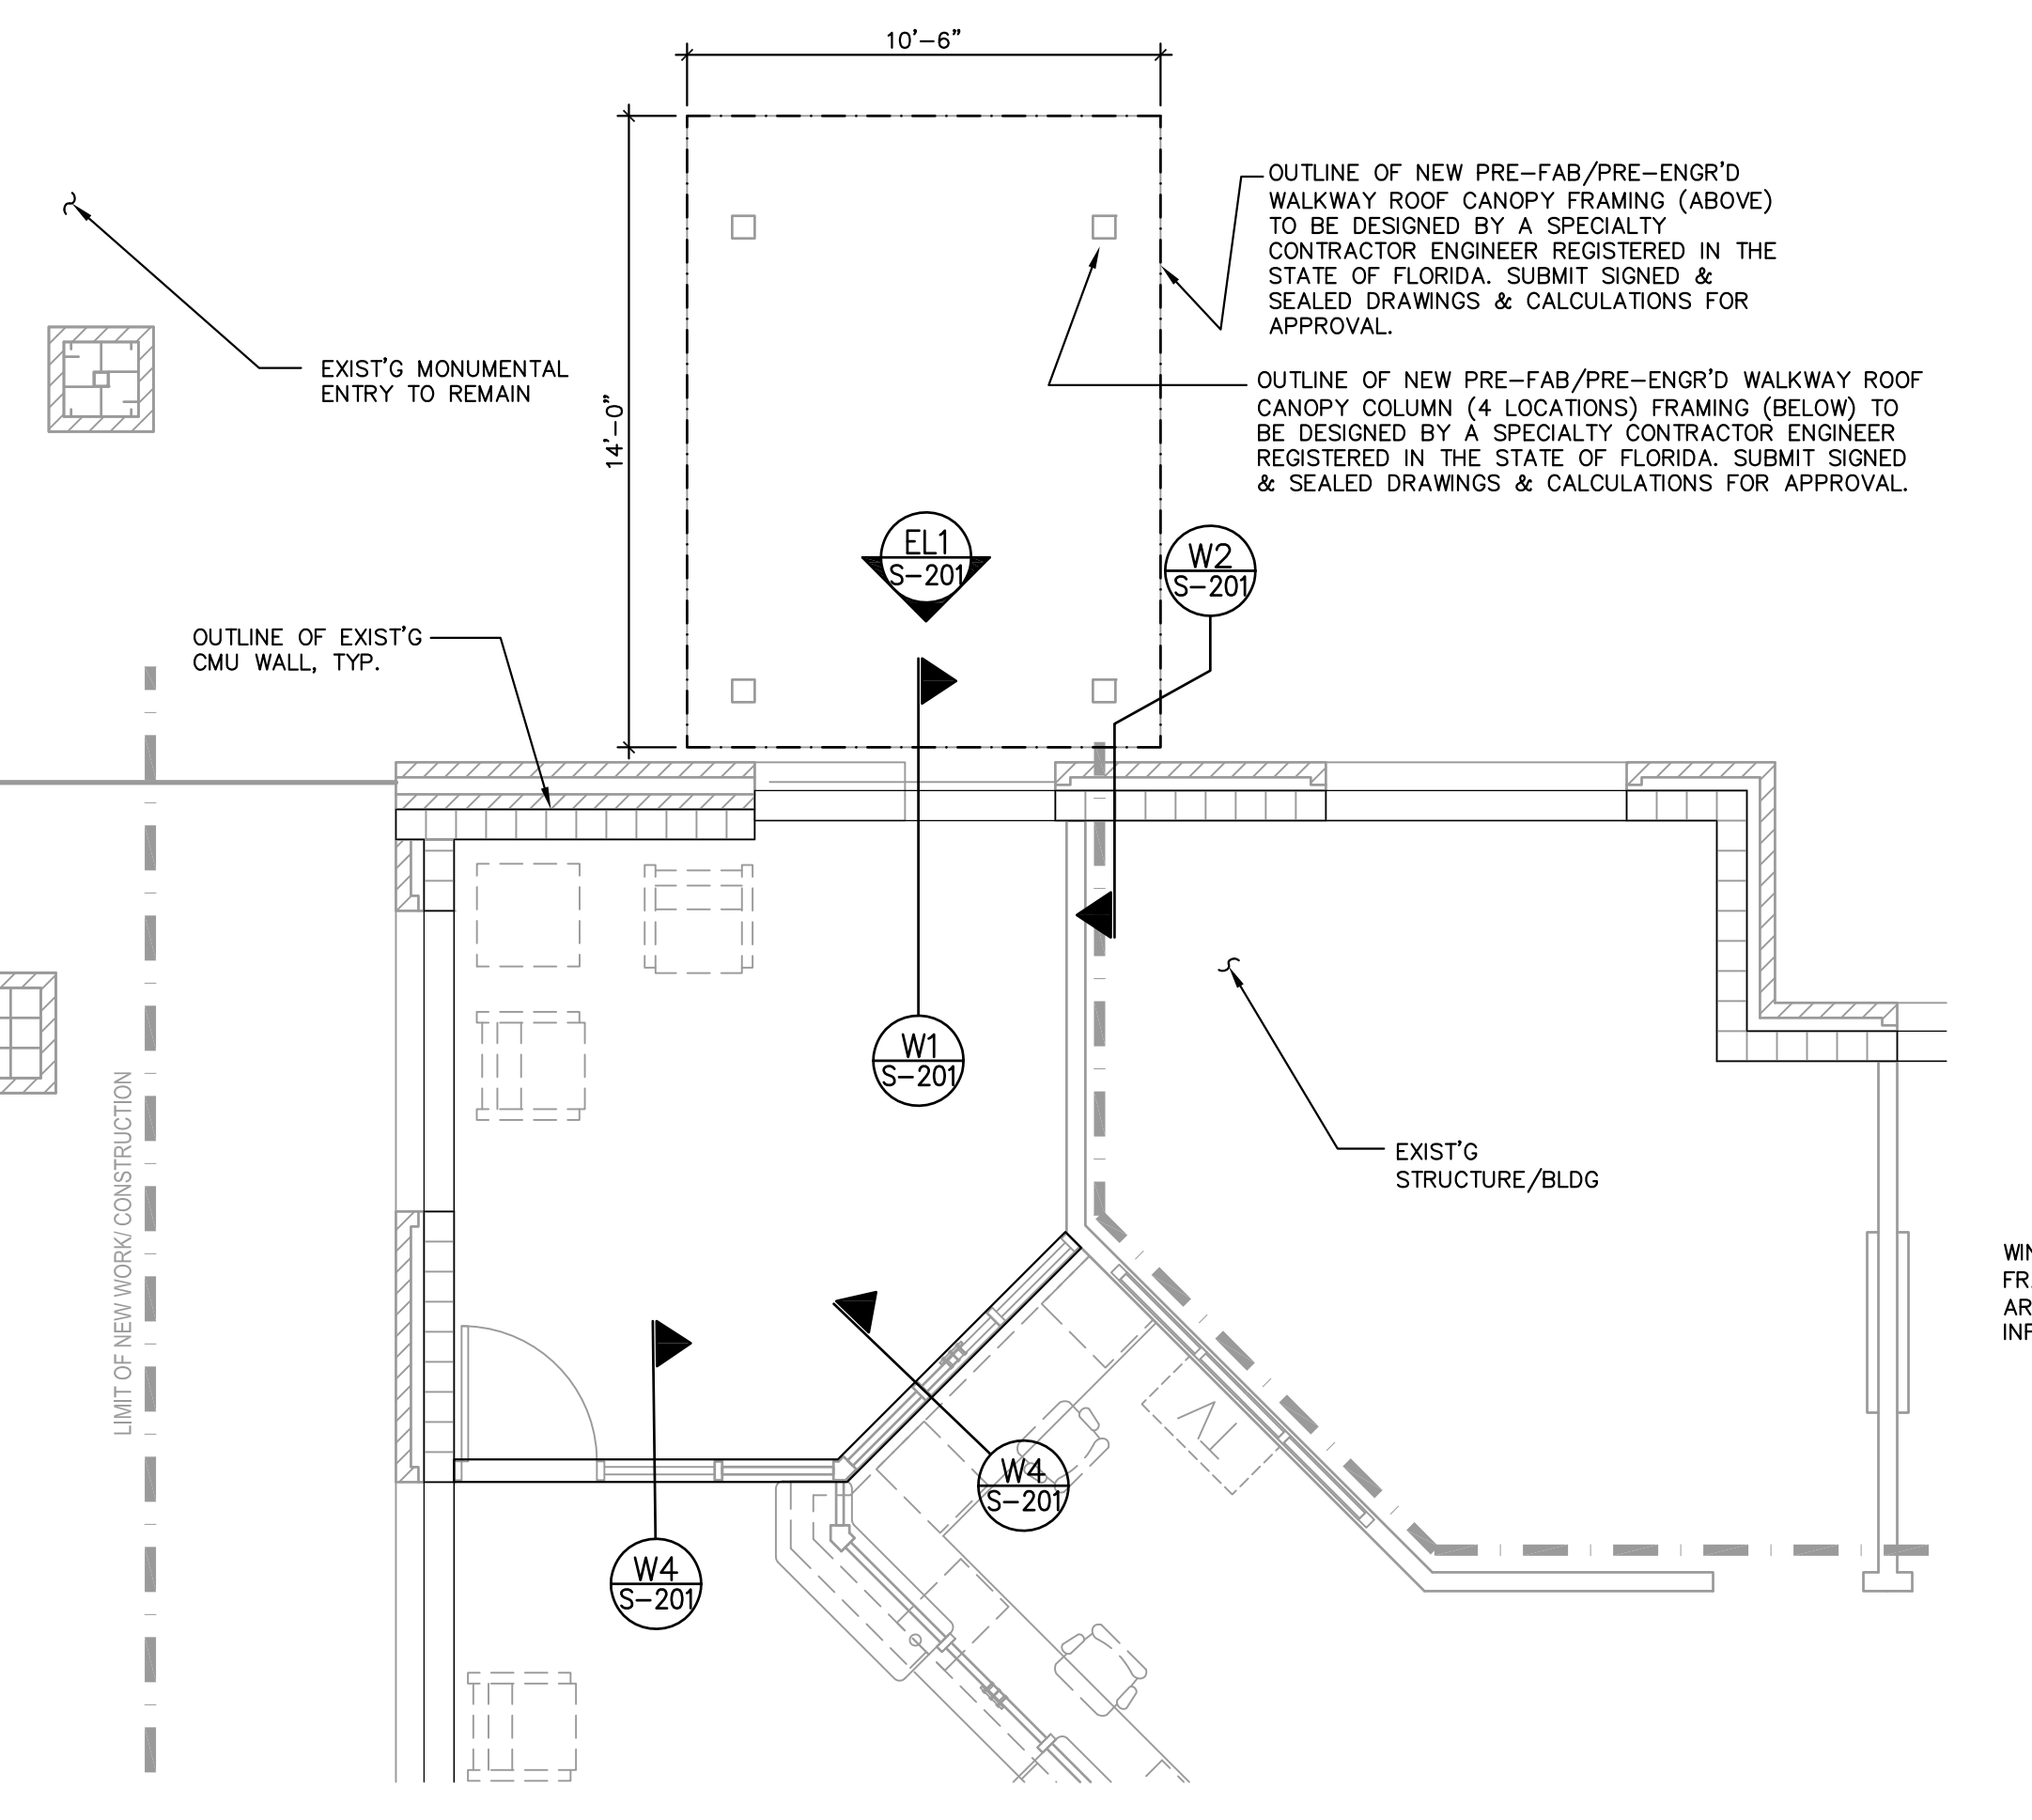 10'-6"
OUTLINE OF NEW PRE-FAB/PRE-ENGR'D
WALKWAY ROOF CANOPY FRAMING (ABOVE)
TO BE DESIGNED BY A SPECIALTY
CONTRACTOR ENGINEER REGISTERED IN THE
STATE OF FLORIDA. SUBMIT SIGNED &
SEALED DRAWINGS & CALCULATIONS FOR
APPROVAL.
EXIST'G MONUMENTAL
ENTRY TO REMAIN
14'-0"
OUTLINE OF NEW PRE-FAB/PRE-ENGR'D WALKWAY ROOF
CANOPY COLUMN (4 LOCATIONS) FRAMING (BELOW) TO
BE DESIGNED BY A SPECIALTY CONTRACTOR ENGINEER
REGISTERED IN THE STATE OF FLORIDA. SUBMIT SIGNED
& SEALED DRAWINGS & CALCULATIONS FOR APPROVAL.
EL1
S-201
W2
S-201
OUTLINE OF EXIST'G
CMU WALL, TYP.
W1
S-201
LIMIT OF NEW WORK/ CONSTRUCTION
EXIST'G
STRUCTURE/BLDG
WIN
FR
AR
INF
TV
W4
S-201
W4
S-201